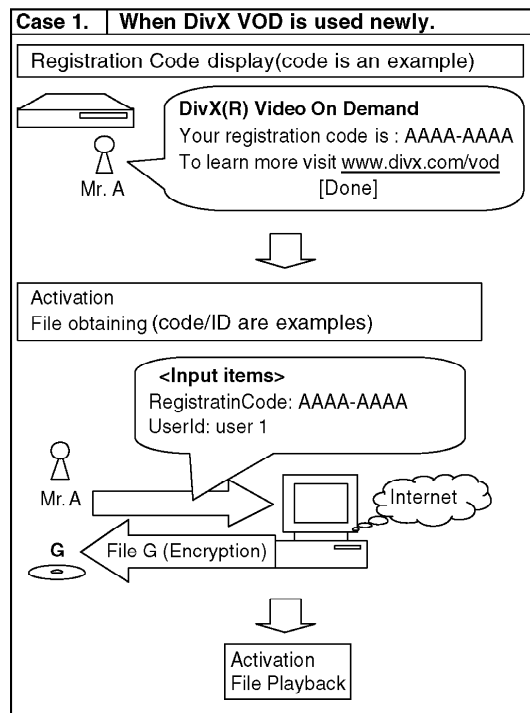 Case 1. When DivX VOD is used newly.
Registration Code display(code is an example)
DivX(R) Video On Demand
Your registration code is : AAAA-AAAA
To learn more visit www.divx.com/vod
[Done]
Mr. A
Activation
File obtaining (code/ID are examples)
<Input items>
RegistratinCode: AAAA-AAAA
UserId: user 1
Mr. A
Internet
G
File G (Encryption)
Activation
File Playback